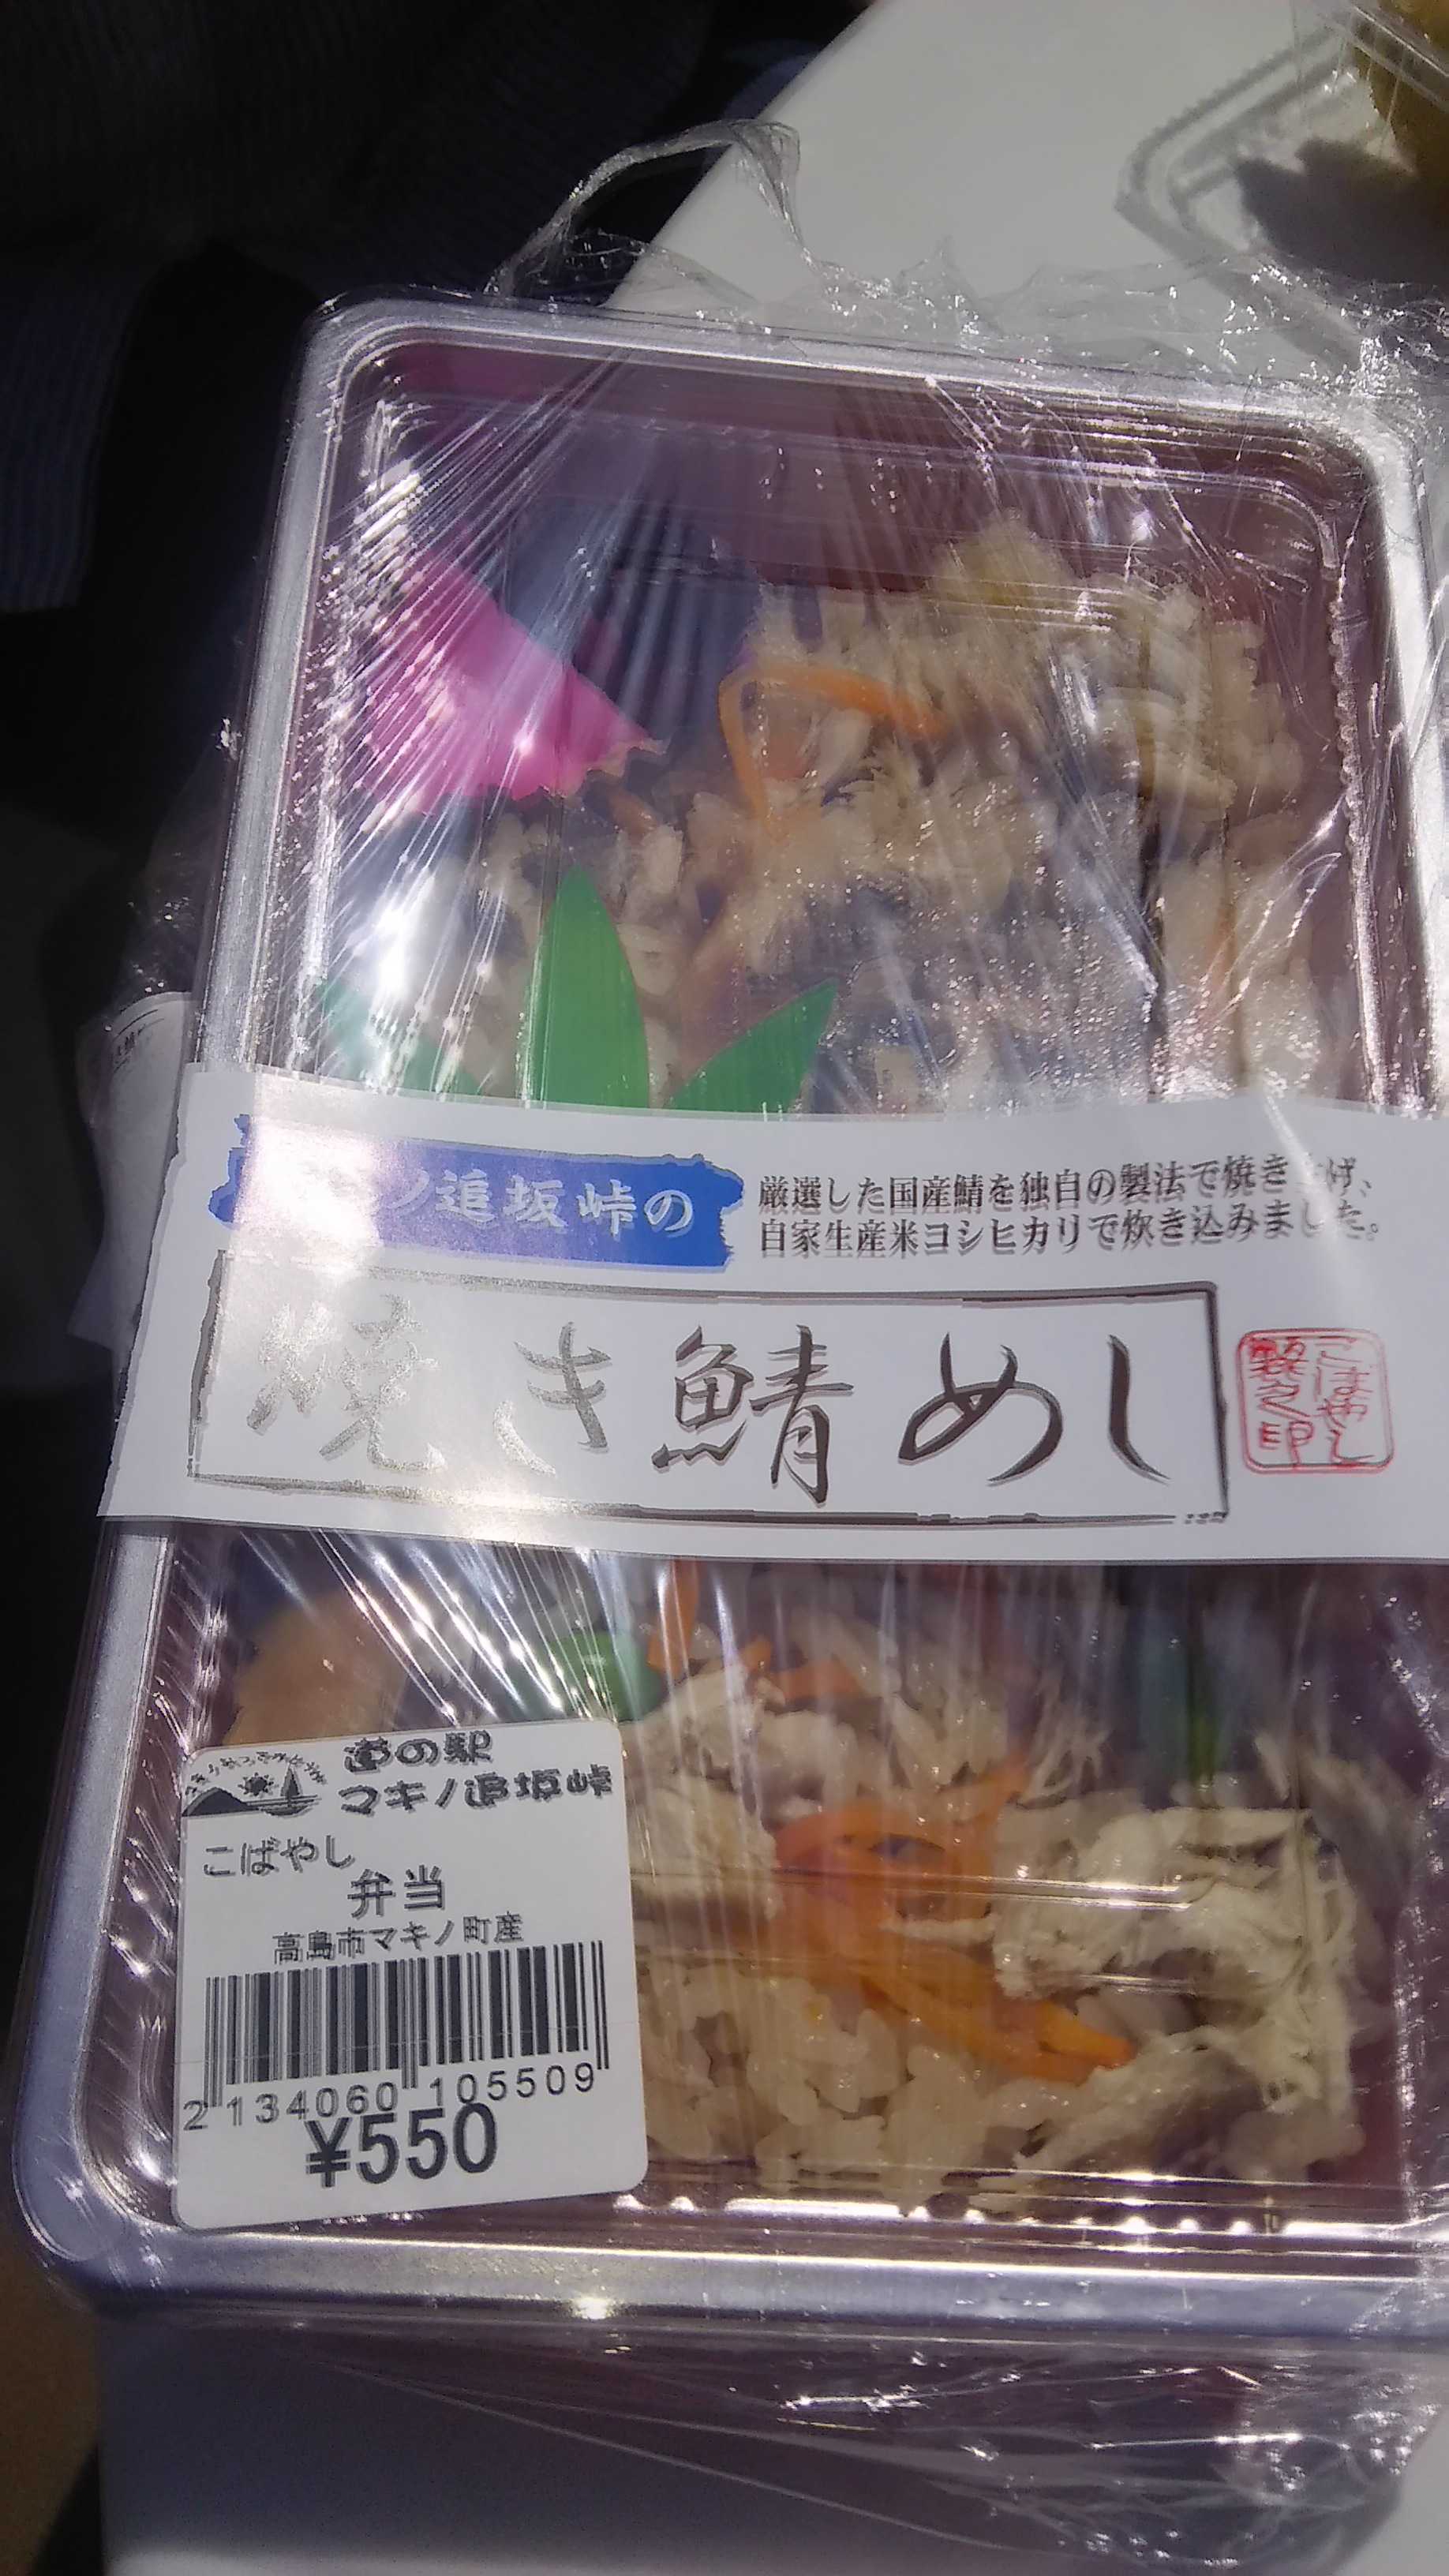 ノ追坂峠の
厳選した国産鯖を独自の製法で焼き上げ、
自家生産米コシヒカリで炊き込みました。
焼き鯖めし
こばやし
製之印
道の駅
マキノ追坂峠
こばやし
弁当
高島市マキノ町産
2 134060 105509
¥550